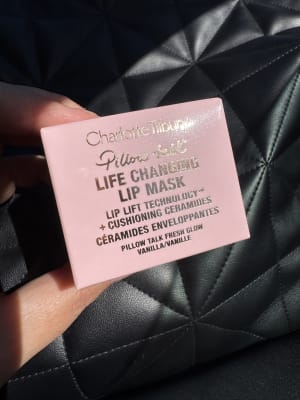 Charlotte Tilbury
Pillow Talk
LIFE CHANGING
LIP MASK
LIP LIFT TECHNOLOGY™
+ CUSHIONING CERAMIDES
CÉRAMIDES ENVELOPPANTES
PILLOW TALK FRESH GLOW
VANILLA/VANILLE